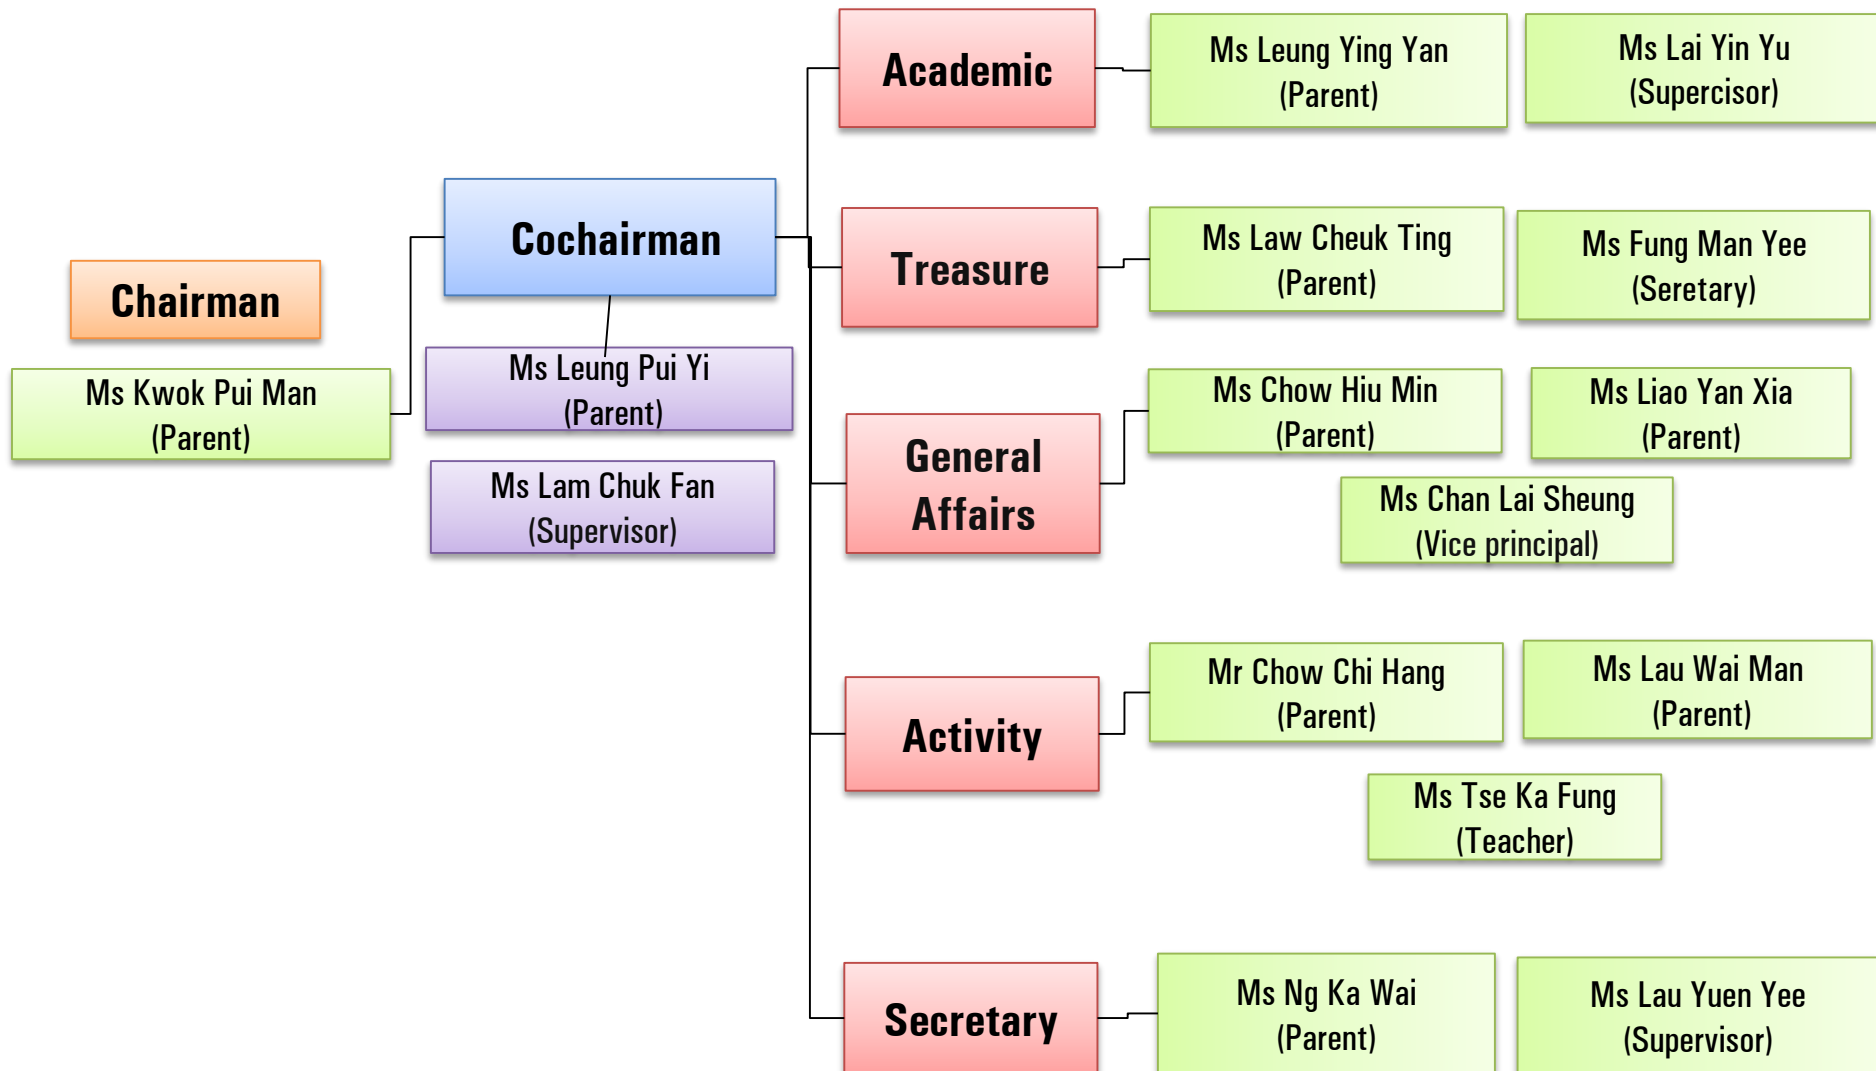 Academic
Ms Leung Ying Yan
(Parent)
Ms Lai Yin Yu
(Supercisor)
Cochairman
Chairman
Ms Kwok Pui Man
(Parent)
Ms Leung Pui Yi
(Parent)
Ms Lam Chuk Fan
(Supervisor)
Treasure
Ms Law Cheuk Ting
(Parent)
Ms Fung Man Yee
(Seretary)
General
Affairs
Ms Chow Hiu Min
(Parent)
Ms Liao Yan Xia
(Parent)
Ms Chan Lai Sheung
(Vice principal)
Activity
Mr Chow Chi Hang
(Parent)
Ms Lau Wai Man
(Parent)
Ms Tse Ka Fung
(Teacher)
Secretary
Ms Ng Ka Wai
(Parent)
Ms Lau Yuen Yee
(Supervisor)